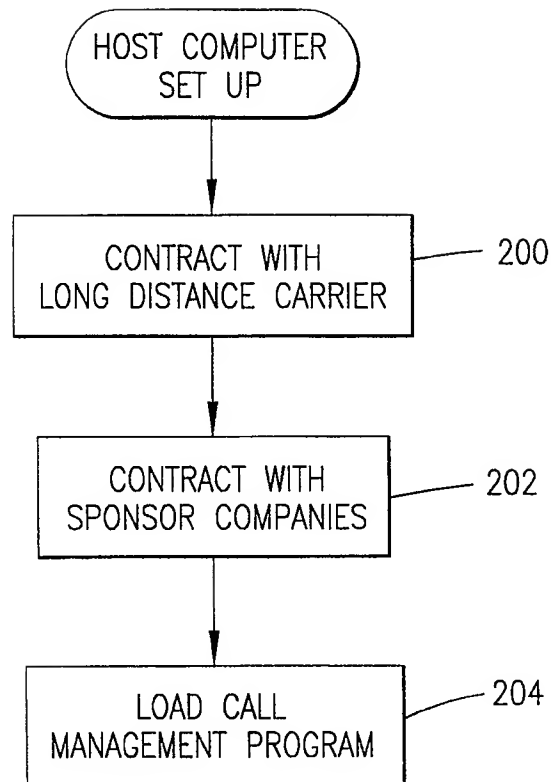 HOST COMPUTER
SET UP
CONTRACT WITH
LONG DISTANCE CARRIER
200
CONTRACT WITH
SPONSOR COMPANIES
202
LOAD CALL
MANAGEMENT PROGRAM
204